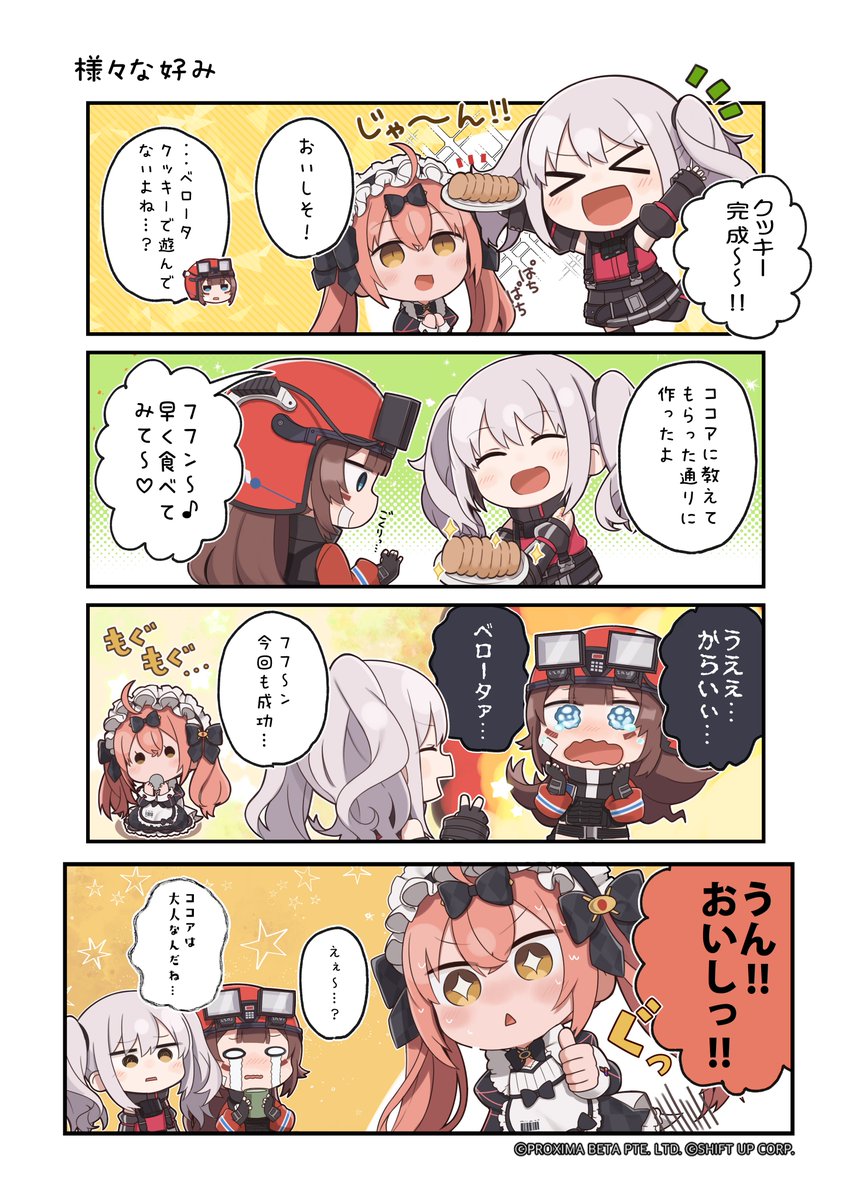 様々な好み
クッキー
完成～～!!
じゃ～ん!!
おいしそ!
ぱち
ぱち
・・・ベロータ
クッキーで遊んで
ないよね…?
ココアに教えて
もらった通りに
作ったよ
ごくりっ…
フフン～♪
早く食べて
みて～♡
うええ…
がらいい…
ベロータァ…
フフ～ン
今回も成功…
もぐ
もぐ…
うん!!
おいしっ!!
ぐっ
えぇ～…?
ココアは
大人なんだね…
©PROXIMA BETA PTE. LTD. ©SHIFT UP CORP.